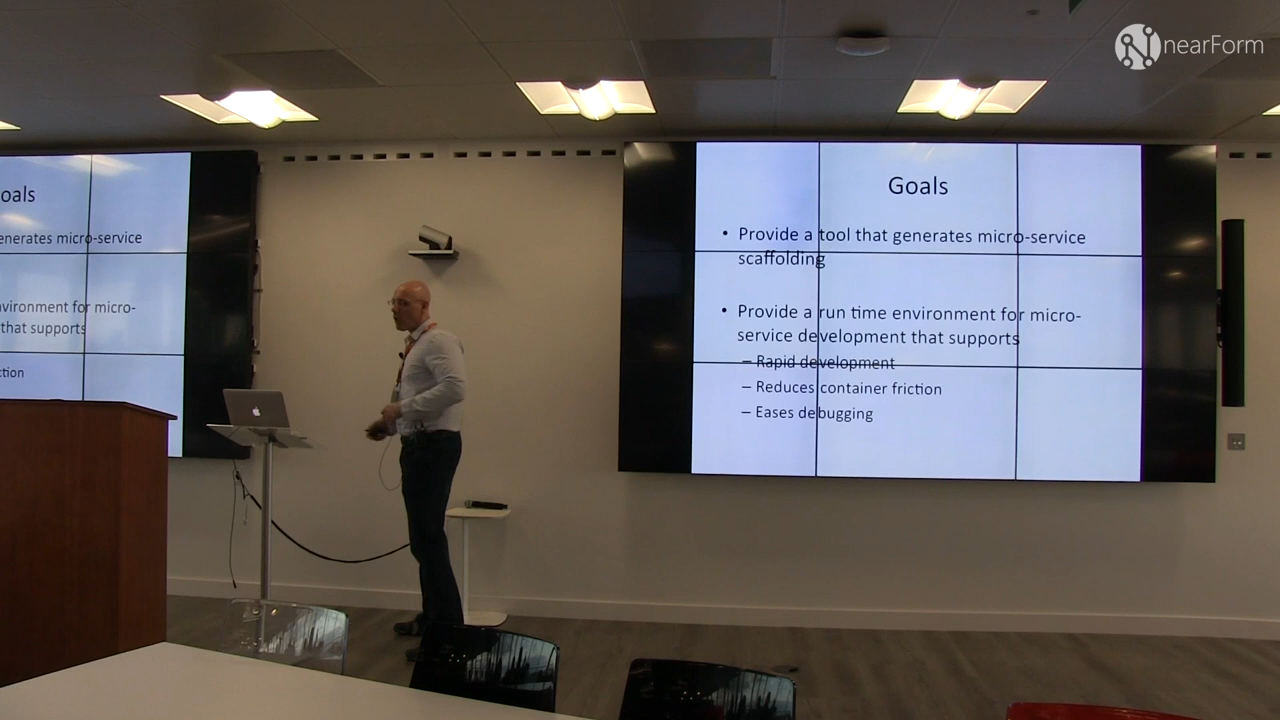 nearForm
oals
enerates micro-service
nvironment for micro-
that supports
ction
Goals
• Provide a tool that generates micro-service
scaffolding
• Provide a run time environment for micro-
service development that supports
– Rapid development
– Reduces container friction
– Eases debugging